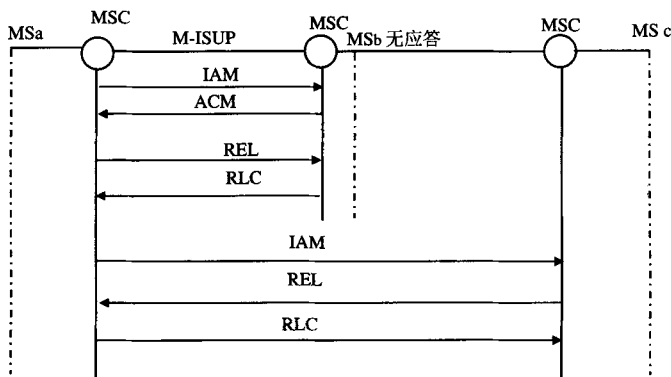 MSa
MSC
M-ISUP
MSC
MSb 无应答
MSC
MS c
IAM
ACM
REL
RLC
IAM
REL
RLC